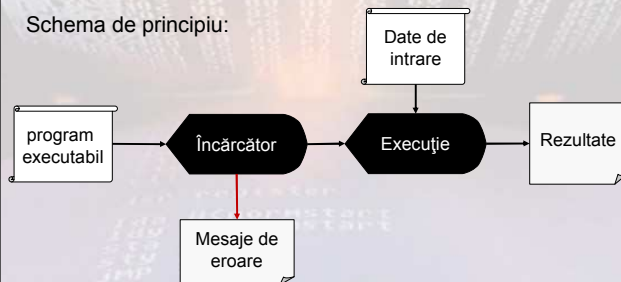 Schema de principiu:
Date de
intrare
program
executabil
Încărcător
Execuţie
Rezultate
Mesaje de
eroare